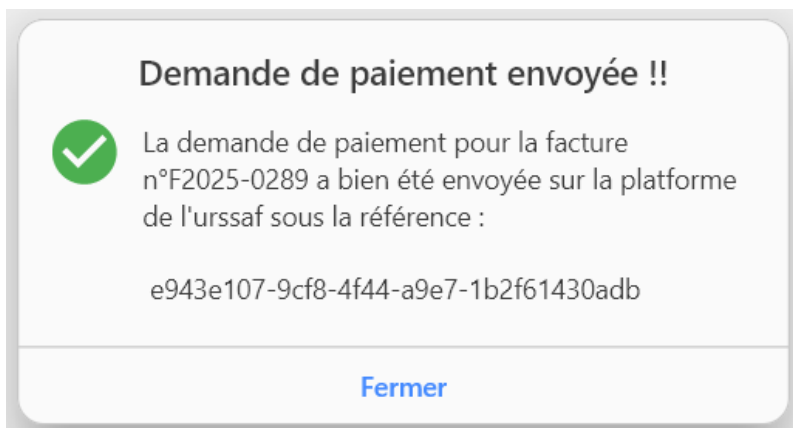 Demande de paiement envoyée !!
La demande de paiement pour la facture
n°F2025-0289 a bien été envoyée sur la platforme
de l'urssaf sous la référence :
e943e107-9cf8-4f44-a9e7-1b2f61430adb
Fermer